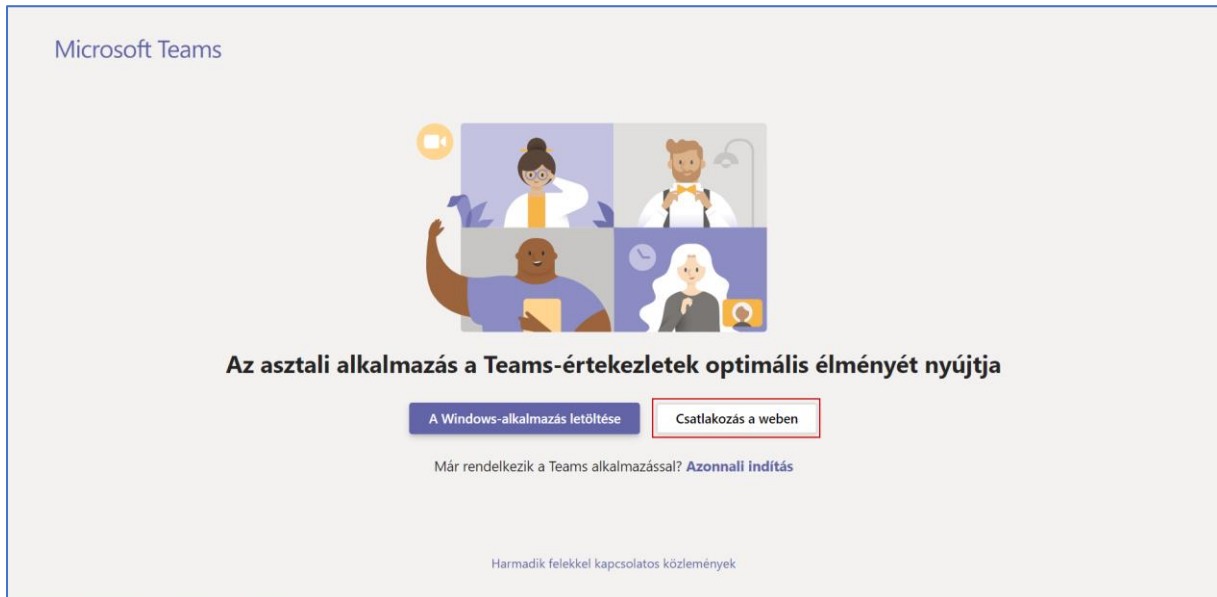 Microsoft Teams
Az asztali alkalmazás a Teams-értekezletek optimális élményét nyújtja
A Windows-alkalmazás letöltése
Csatlakozás a weben
Már rendelkezik a Teams alkalmazással? Azonnali indítás
Harmadik felekkel kapcsolatos közlemények